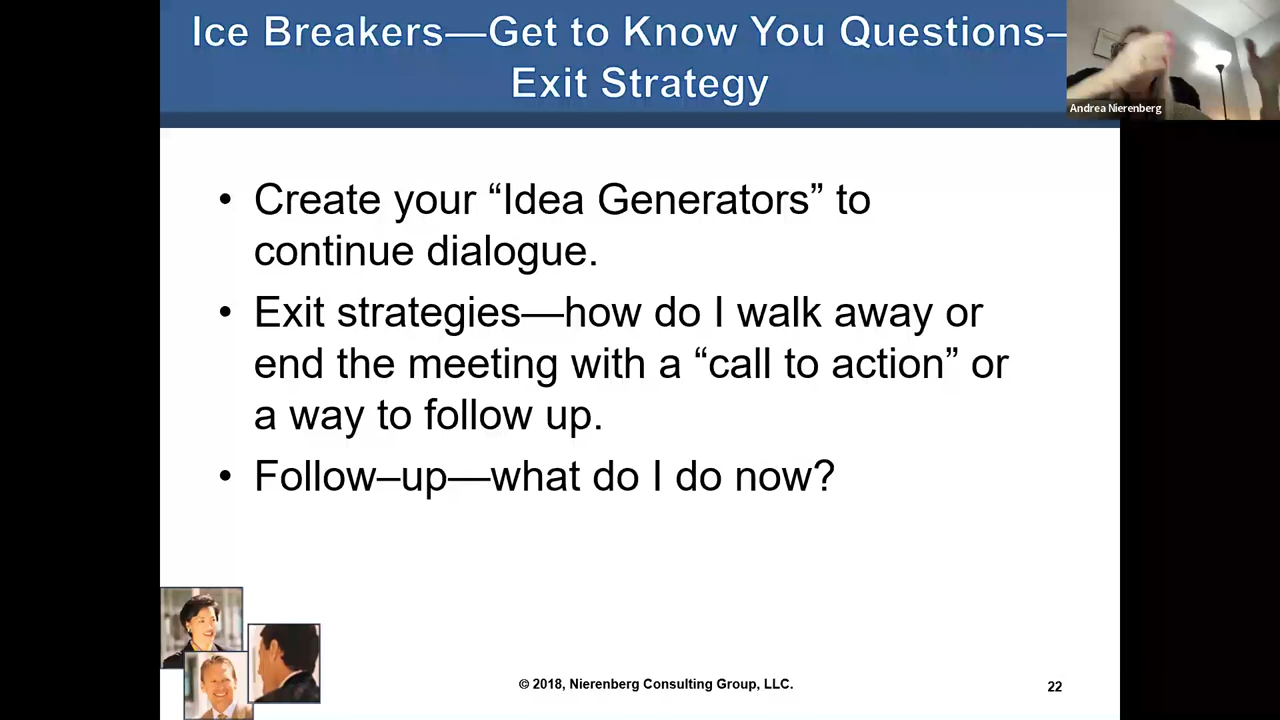 Ice Breakers—Get to Know You Questions–
Exit Strategy
Andrea Nierenberg
• Create your “Idea Generators” to
continue dialogue.
• Exit strategies—how do I walk away or
end the meeting with a “call to action” or
a way to follow up.
• Follow–up—what do I do now?
© 2018, Nierenberg Consulting Group, LLC.
22